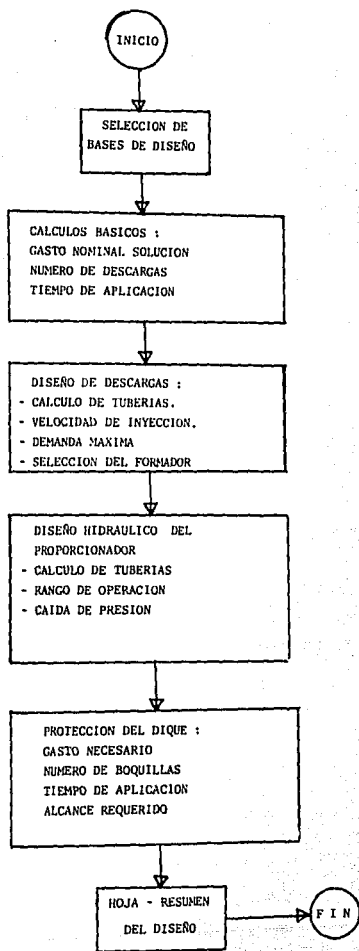 INICIO
SELECCION DE
BASES DE DISEÑO
CALCULOS BASICOS :
GASTO NOMINAL SOLUCION
NUMERO DE DESCARGAS
TIEMPO DE APLICACION
DISEÑO DE DESCARGAS :
- CALCULO DE TUBERIAS.
- VELOCIDAD DE INYECCION.
- DEMANDA MAXIMA
- SELECCION DEL FORMADOR
DISEÑO HIDRAULICO DEL
PROPORCIONADOR
- CALCULO DE TUBERIAS
- RANGO DE OPERACION
- CAIDA DE PRESION
PROTECCION DEL DIQUE :
GASTO NECESARIO
NUMERO DE BOQUILLAS
TIEMPO DE APLICACION
ALCANCE REQUERIDO
HOJA - RESUMEN
DEL DISEÑO
F I N